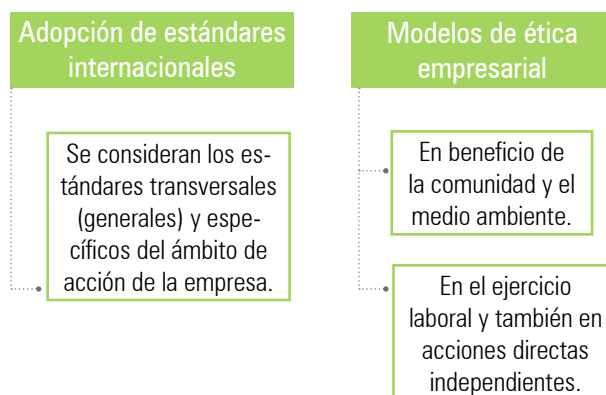 Adopción de estándares
internacionales
Se consideran los es-
tándares transversales
(generales) y espe-
cíficos del ámbito de
acción de la empresa.
Modelos de ética
empresarial
En beneficio de
la comunidad y el
medio ambiente.
En el ejercicio
laboral y también en
acciones directas
independientes.